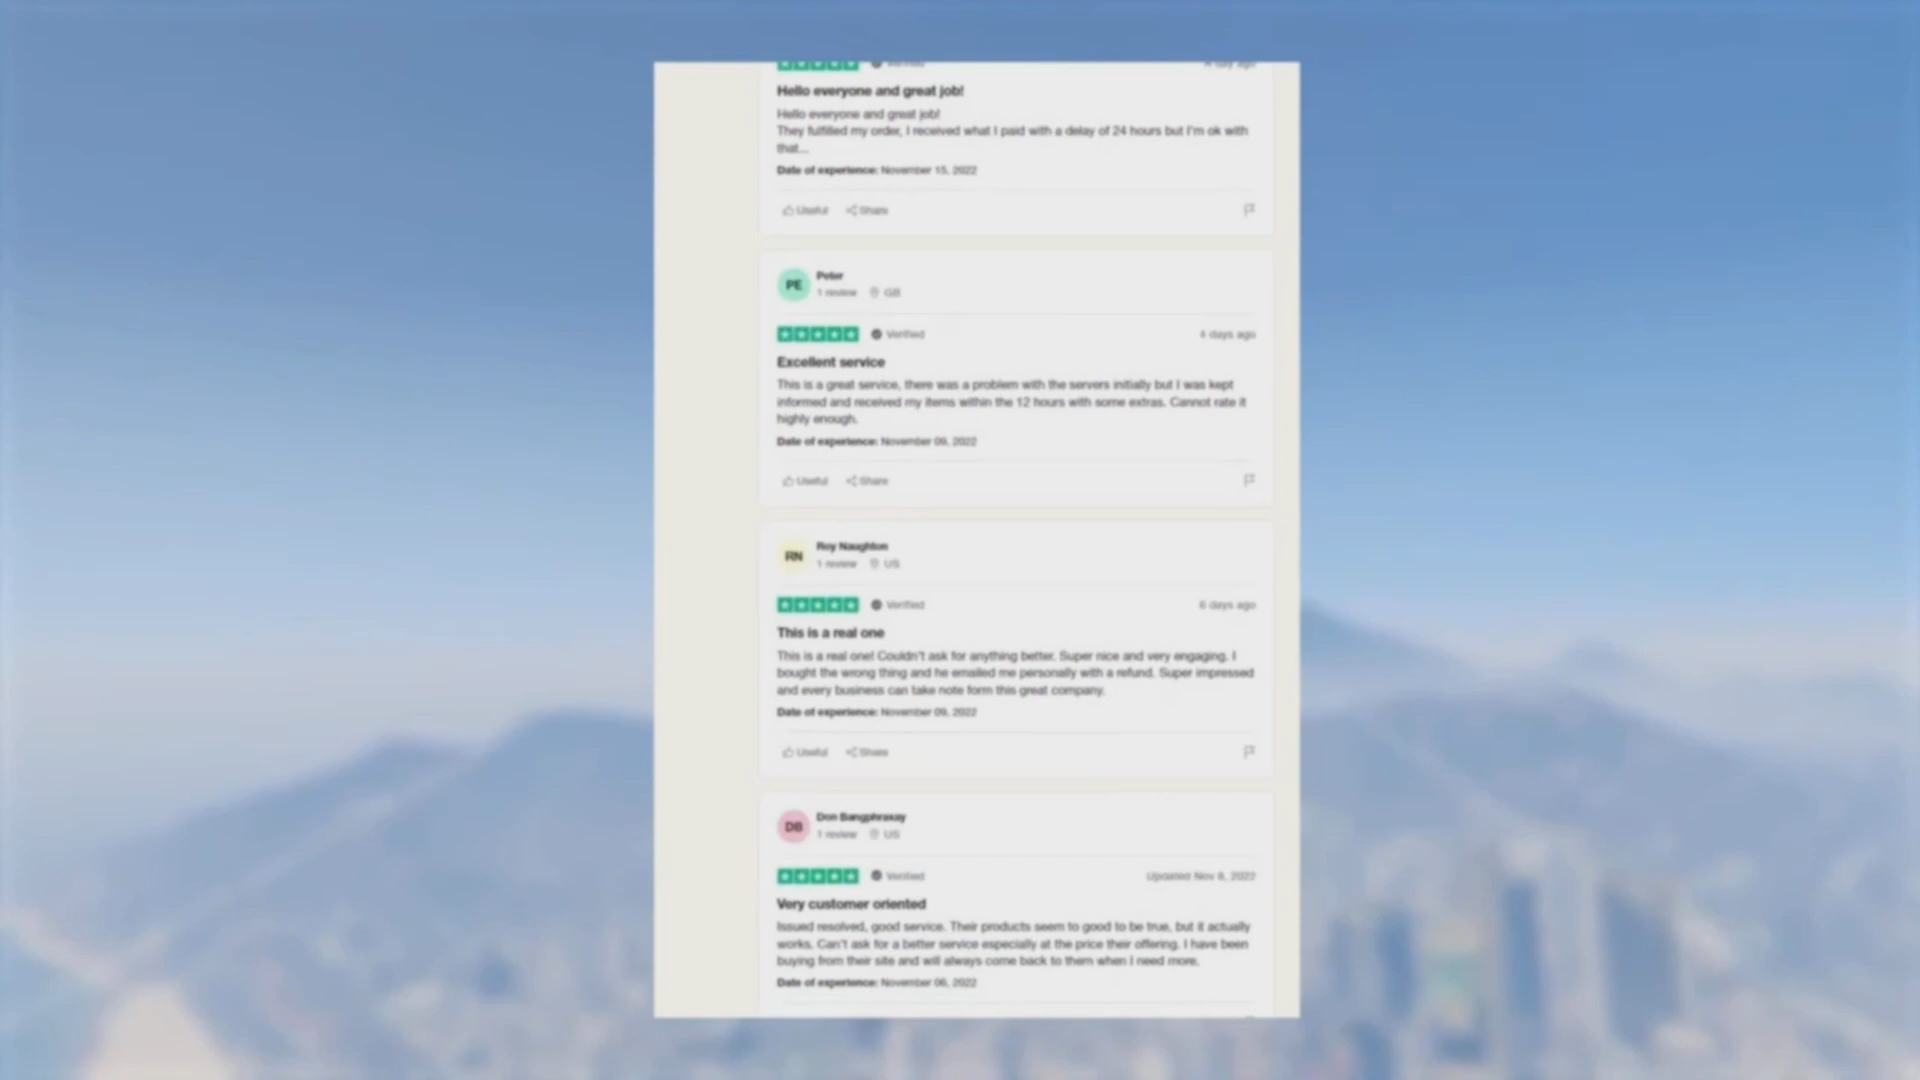 Verified A day ago
Hello everyone and great job!
Hello everyone and great job!
They fulfilled my order, I received what I paid with a delay of 24 hours but I'm ok with
that...
Date of experience: November 15, 2022
Useful Share
PE Peter
1 review GB
Verified 4 days ago
Excellent service
This is a great service, there was a problem with the servers initially but I was kept
informed and received my items within the 12 hours with some extras. Cannot rate it
highly enough.
Date of experience: November 09, 2022
Useful Share
RN Roy Naughton
1 review US
Verified 6 days ago
This is a real one
This is a real one! Couldn't ask for anything better. Super nice and very engaging. I
bought the wrong thing and he emailed me personally with a refund. Super impressed
and every business can take note form this great company.
Date of experience: November 09, 2022
Useful Share
DB Don Bangphraxay
1 review US
Verified Updated Nov 8, 2022
Very customer oriented
Issued resolved, good service. Their products seem to good to be true, but it actually
works. Can't ask for a better service especially at the price their offering. I have been
buying from their site and will always come back to them when I need more.
Date of experience: November 06, 2022